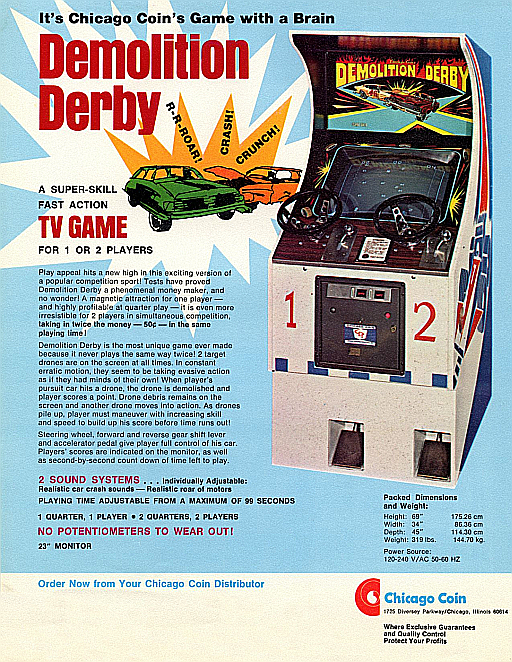 It's Chicago Coin's Game with a Brain
Demolition
Derby
R-R-ROAR!
CRASH!
CRUNCH!
DEMOLITION DERBY
A SUPER-SKILL
FAST ACTION
TV GAME
FOR 1 OR 2 PLAYERS
Play appeal hits a new high in this exciting version of
a popular competition sport! Tests have proved
Demolition Derby a phenomenal money maker, and
no wonder! A magnetic attraction for one player —
and highly profitable at quarter play — it is even more
irresistible for 2 players in simultaneous competition,
taking in twice the money — 50¢ — in the same
playing time!
Demolition Derby is the most unique game ever made
because it never plays the same way twice! 2 target
drones are on the screen at all times. In constant
erratic motion, they seem to be taking evasive action
as if they had minds of their own! When player's
pursuit car hits a drone, the drone is demolished and
player scores a point. Drone debris remains on the
screen and another drone moves into action. As drones
pile up, player must maneuver with increasing skill
and speed to build up his score before time runs out!
Steering wheel, forward and reverse gear shift lever
and accelerator pedal give player full control of his car.
Players' scores are indicated on the monitor, as well
as second-by-second count down of time left to play.
1
2
2 SOUND SYSTEMS . . . Individually Adjustable:
Realistic car crash sounds — Realistic roar of motors
PLAYING TIME ADJUSTABLE FROM A MAXIMUM OF 99 SECONDS
1 QUARTER, 1 PLAYER • 2 QUARTERS, 2 PLAYERS
NO POTENTIOMETERS TO WEAR OUT!
23" MONITOR
Packed Dimensions
and Weight:
Height: 69" 175.26 cm
Width: 34" 86.36 cm
Depth: 45" 114.30 cm
Weight: 319 lbs. 144.70 kg.
Power Source:
120-240 V/AC 50-60 HZ
Order Now from Your Chicago Coin Distributor
Chicago Coin
1725 Diversey Parkway/Chicago, Illinois 60614
Where Exclusive Guarantees
and Quality Control
Protect Your Profits